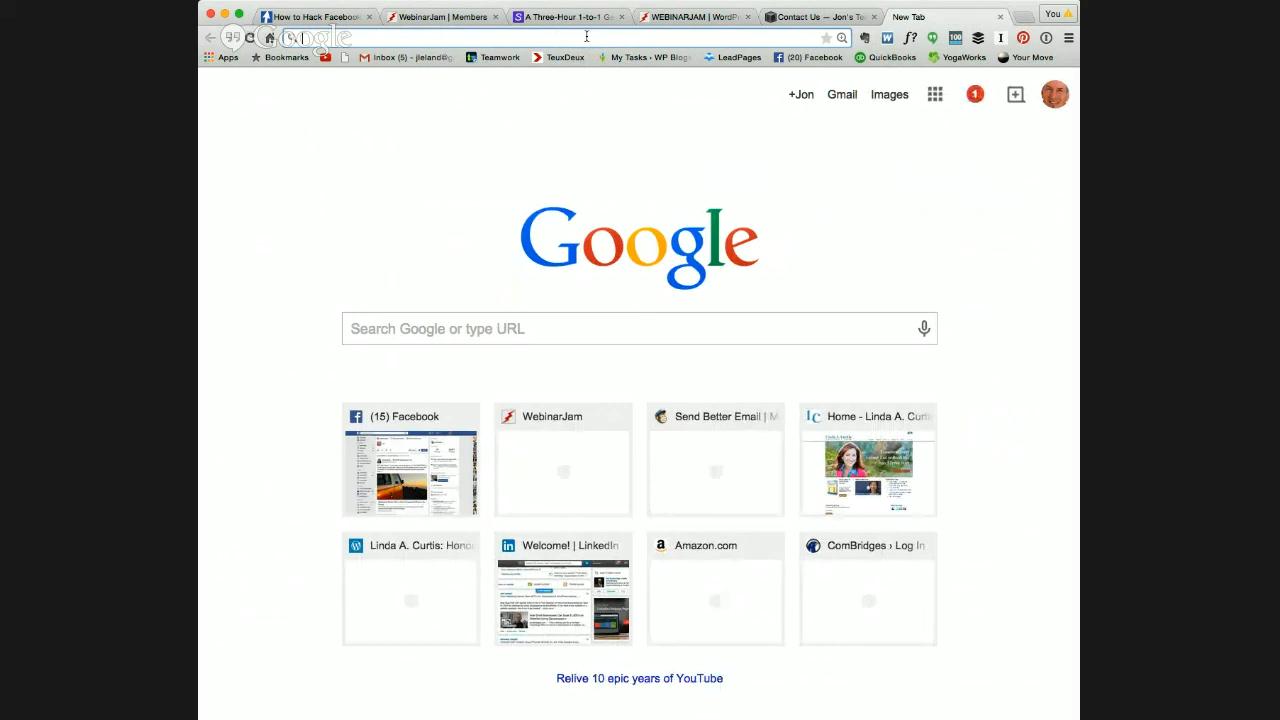 How to Hack Facebook
WebinarJam | Members
A Three-Hour 1-to-1
WEBINARJAM | WordP
Contact Us — Jon's
New Tab
You
Google
Apps
Bookmarks
Inbox (5) - jleland@g
Teamwork
TeuxDeux
My Tasks • WP Blog
LeadPages
(20) Facebook
QuickBooks
YogaWorks
Your Move
+Jon
Gmail
Images
1
Google
Search Google or type URL
(15) Facebook
WebinarJam
Send Better Email | M
Home - Linda A. Curt
Linda A. Curtis: Hono
Welcome! | LinkedIn
Amazon.com
ComBridges › Log In
Relive 10 epic years of YouTube